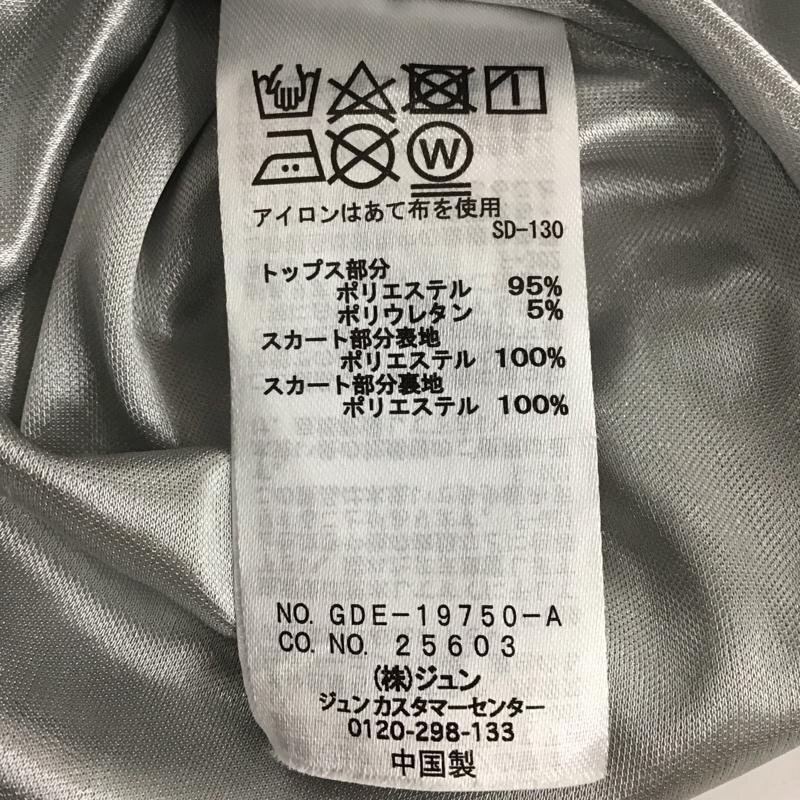 W
アイロンはあて布を使用
SD-130
トップス部分
ポリエステル 95%
ポリウレタン 5%
スカート部分表地
ポリエステル 100%
スカート部分裏地
ポリエステル 100%
NO. GDE-19750-A
CO. NO. 25603
(株)ジュン
ジュンカスタマーセンター
0120-298-133
中国製